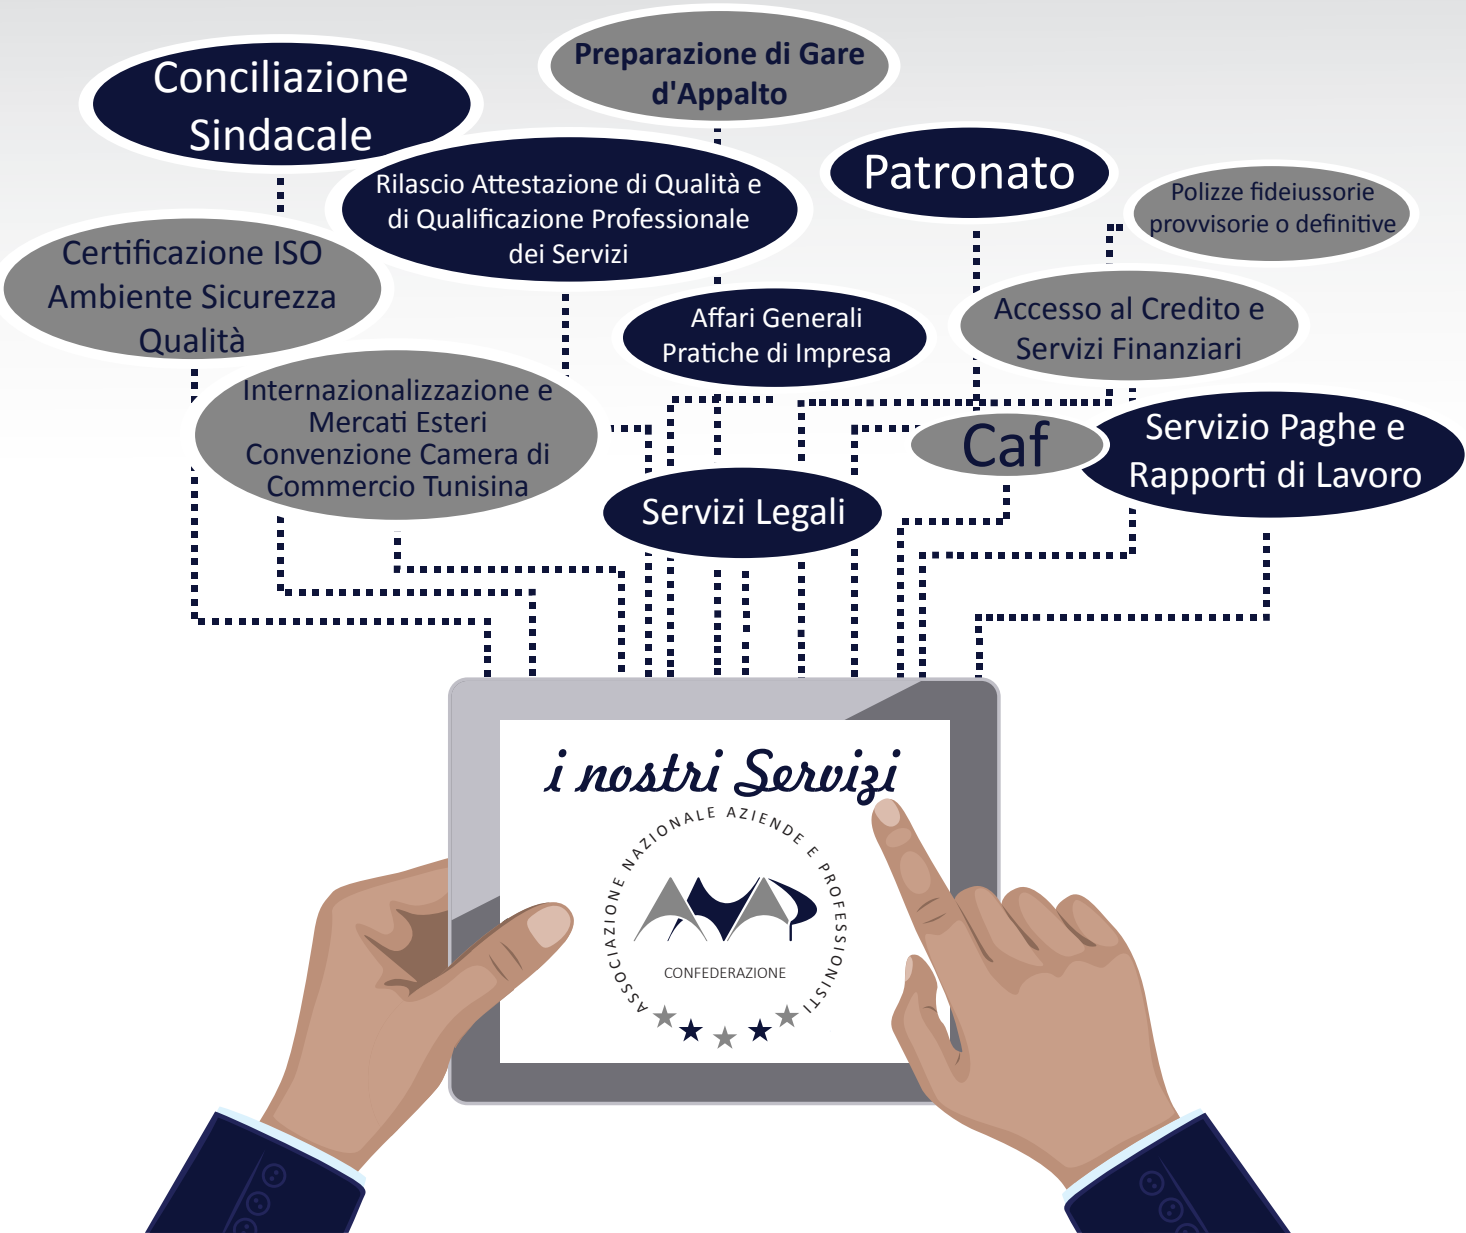 Preparazione di Gare
d'Appalto
Conciliazione
Sindacale
Rilascio Attestazione di Qualità e
di Qualificazione Professionale
dei Servizi
Patronato
Polizze fideiussorie
provvisorie o definitive
Certificazione ISO
Ambiente Sicurezza
Qualità
Affari Generali
Pratiche di Impresa
Accesso al Credito e
Servizi Finanziari
Internazionalizzazione e
Mercati Esteri
Convenzione Camera di
Commercio Tunisina
Caf
Servizio Paghe e
Rapporti di Lavoro
Servizi Legali
i nostri Servizi
ASSOCIAZIONE NAZIONALE AZIENDE E PROFESSIONISTI
CONFEDERAZIONE